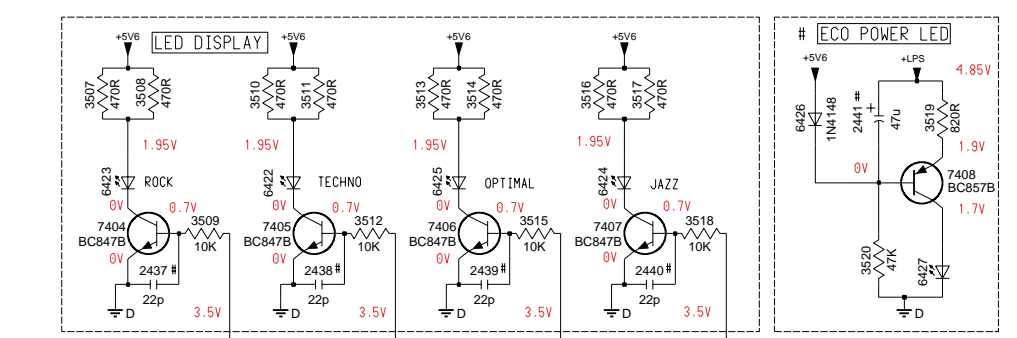 LED DISPLAY
# ECO POWER LED
+5V6
+5V6
+5V6
+5V6
+5V6
+LPS
4.85V
3507
470R
3508
470R
3510
470R
3511
470R
3513
470R
3514
470R
3516
470R
3517
470R
6426
1N4148
2441 #
+
47u
3519
820R
1.95V
1.95V
1.95V
1.95V
1.9V
0V
6423
ROCK
6422
TECHNO
6425
OPTIMAL
6424
JAZZ
7408
BC857B
1.7V
0V
0.7V
0V
0.7V
0V
0.7V
0V
0.7V
7404
BC847B
3509
10K
7405
BC847B
3512
10K
7406
BC847B
3515
10K
7407
BC847B
3518
10K
0V
0V
0V
0V
2437 #
22p
2438 #
22p
2439 #
22p
2440 #
22p
3520
47K
6427
D
3.5V
D
3.5V
D
3.5V
D
3.5V
D